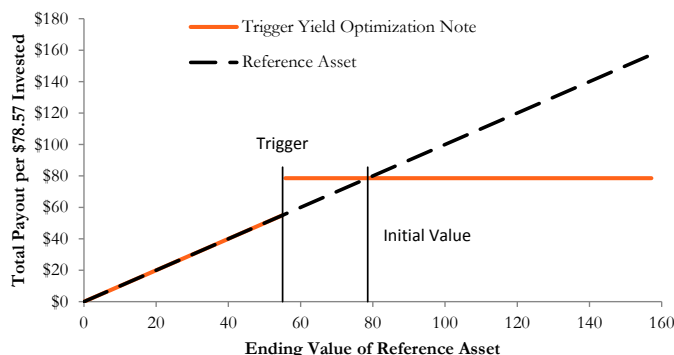 Trigger Yield Optimization Note
Reference Asset
Total Payout per $78.57 Invested
$180
$160
$140
$120
$100
$80
$60
$40
$20
$0
Trigger
Initial Value
0 20 40 60 80 100 120 140 160
Ending Value of Reference Asset